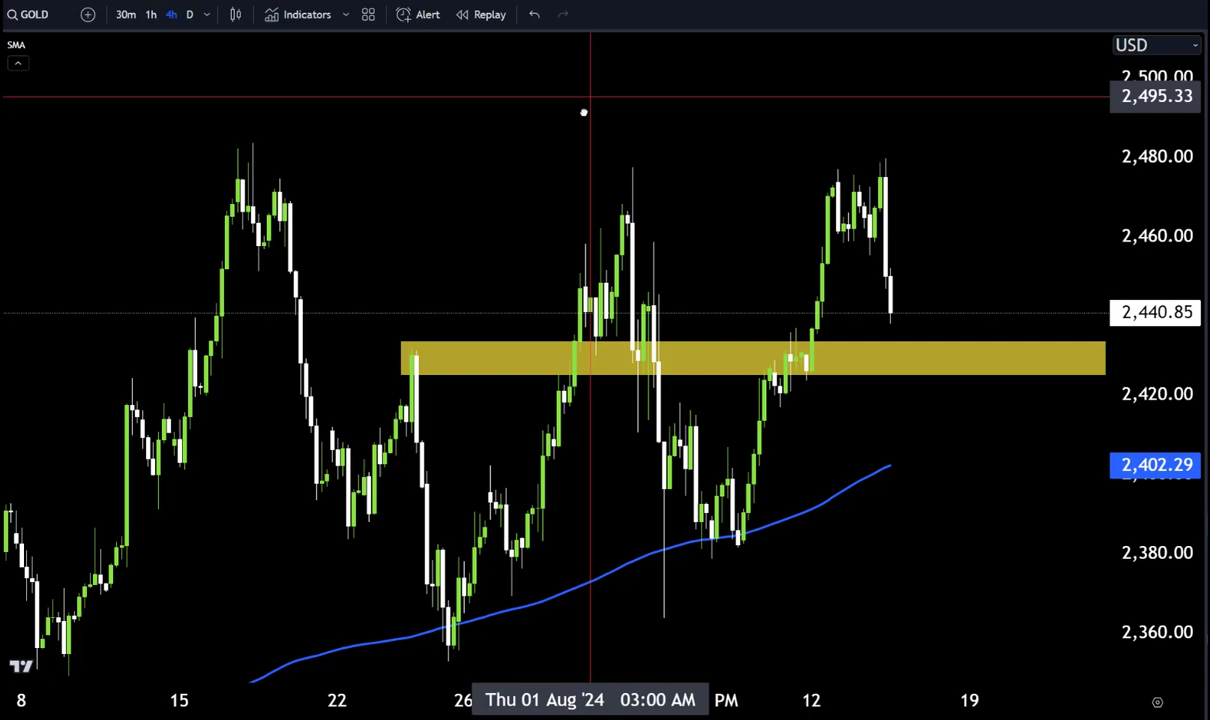 GOLD 30m 1h 4h D Indicators Alert Replay
SMA
USD
2,500.00
2,495.33
2,480.00
2,460.00
2,440.85
2,420.00
2,402.29
2,380.00
2,360.00
8 15 22 26 Thu 01 Aug '24 03:00 AM PM 12 19